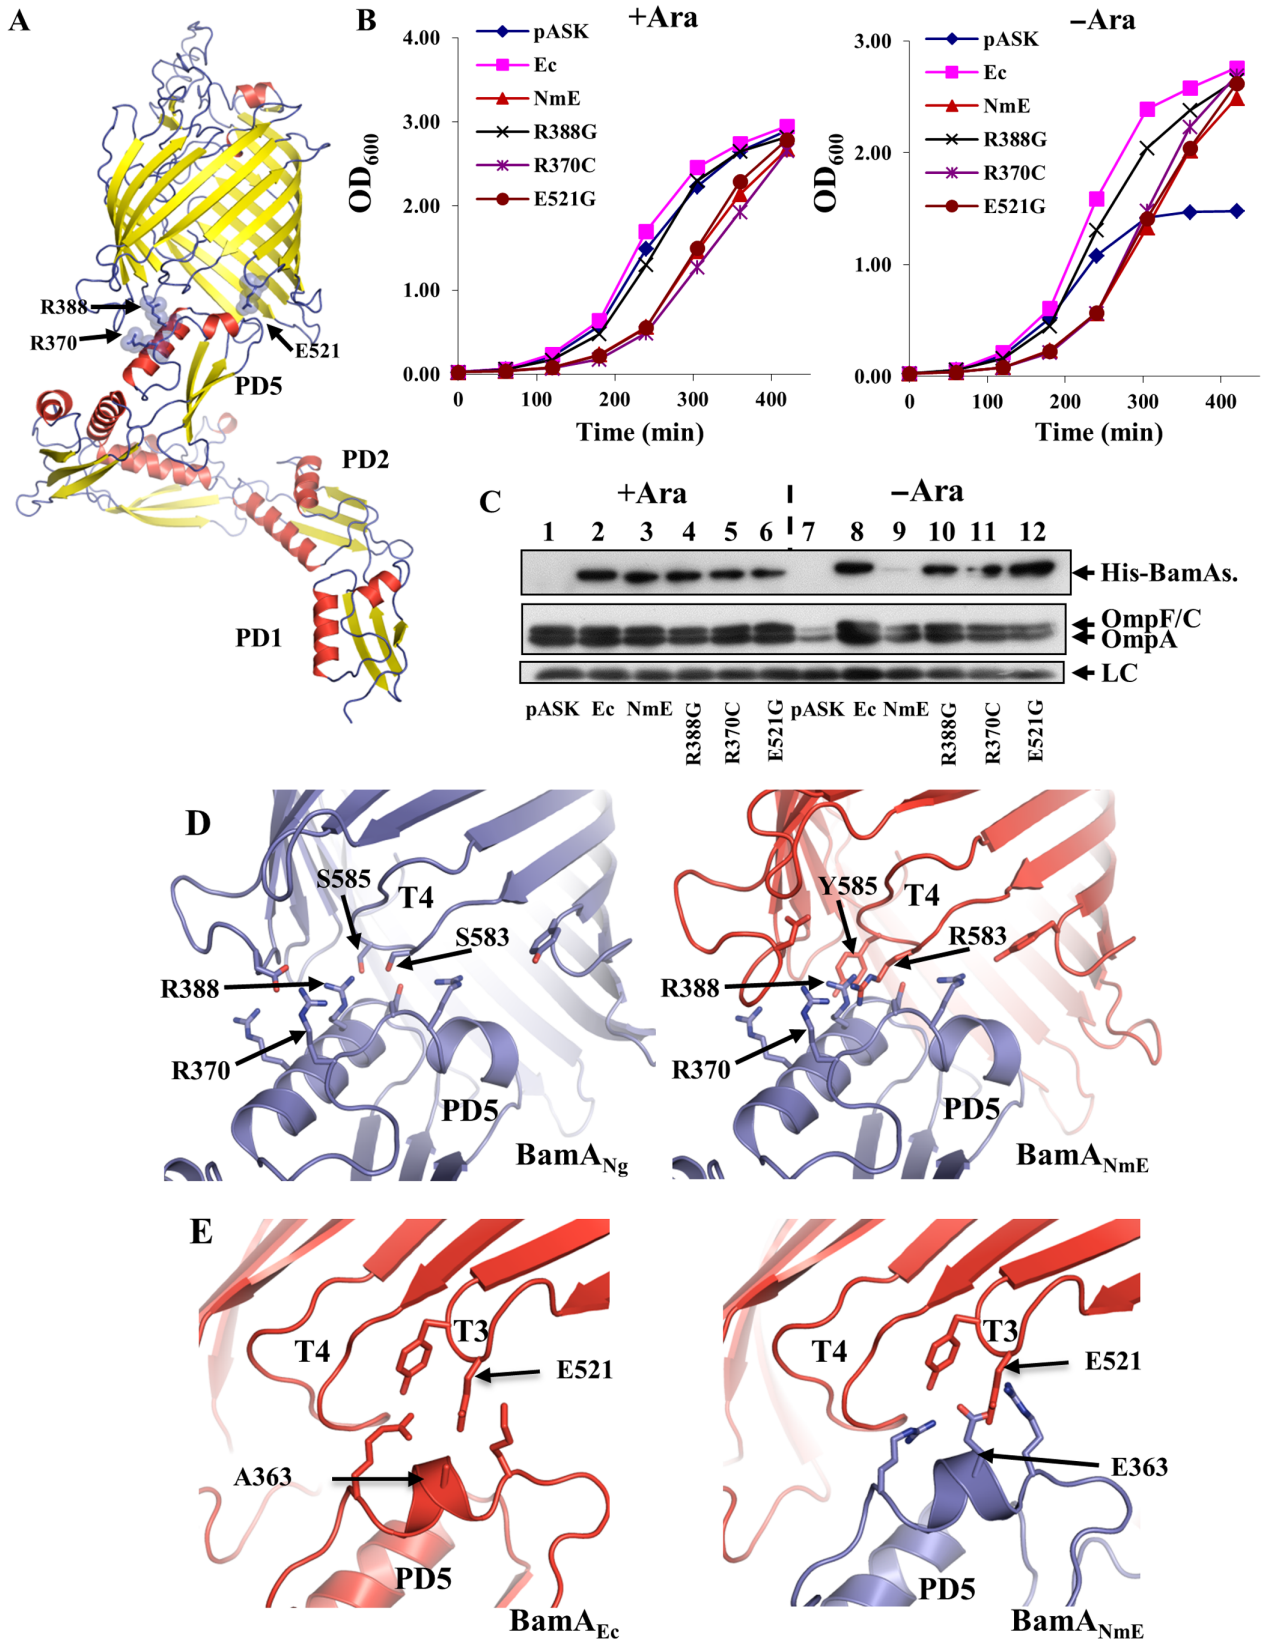 A
R388
R370
E521
PD5
PD2
PD1
B
+Ara
4.00
3.00
2.00
1.00
0.00
OD600
pASK
Ec
NmE
R388G
R370C
E521G
0
100
200
300
400
Time (min)
−Ara
3.00
2.00
1.00
0.00
OD600
pASK
Ec
NmE
R388G
R370C
E521G
0
100
200
300
400
Time (min)
C
+Ara
−Ara
1 2 3 4 5 6 7 8 9 10 11 12
His-BamAs.
OmpF/C
OmpA
LC
pASK Ec NmE R388G R370C E521G pASK Ec NmE R388G R370C E521G
D
S585
T4
S583
R388
R370
PD5
BamANg
Y585
T4
R583
R388
R370
PD5
BamANmE
E
T4
T3
E521
A363
PD5
BamAEc
T4
T3
E521
E363
PD5
BamANmE